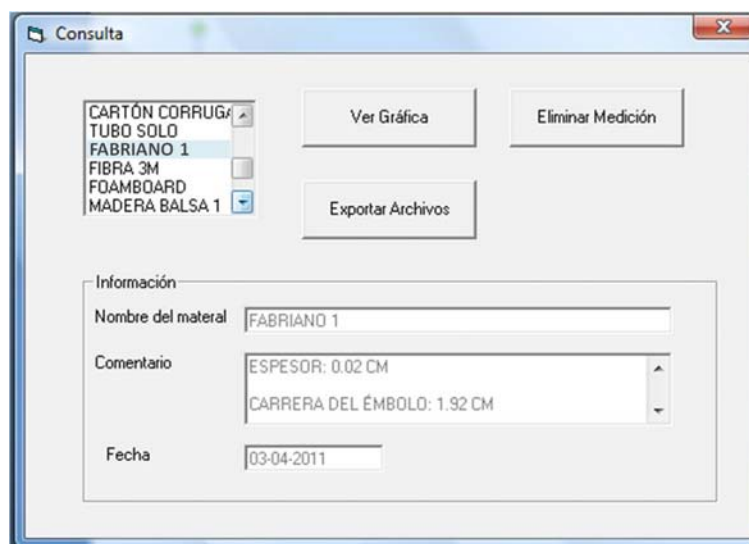 Consulta
CARTÓN CORRUGA
TUBO SOLO
FABRIANO 1
FIBRA 3M
FOAMBOARD
MADERA BALSA 1
Ver Gráfica
Eliminar Medición
Exportar Archivos
Información
Nombre del materal
FABRIANO 1
Comentario
ESPESOR: 0.02 CM
CARRERA DEL ÉMBOLO: 1.92 CM
Fecha
03-04-2011